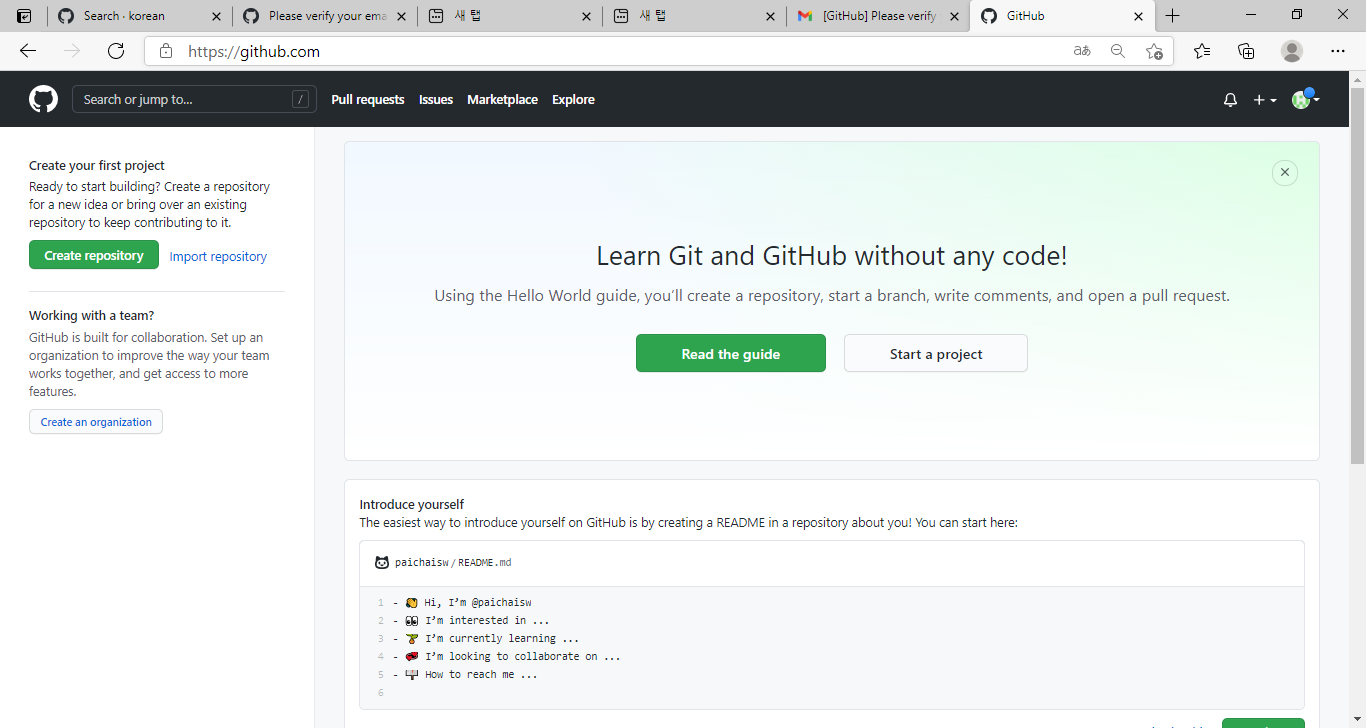 Search · korean
Please verify your ema
새 탭
새 탭
[GitHub] Please verify
GitHub
https://github.com
Search or jump to...
/
Pull requests
Issues
Marketplace
Explore
Create your first project
Ready to start building? Create a repository
for a new idea or bring over an existing
repository to keep contributing to it.
Create repository
Import repository
Working with a team?
GitHub is built for collaboration. Set up an
organization to improve the way your team
works together, and get access to more
features.
Create an organization
Learn Git and GitHub without any code!
Using the Hello World guide, you’ll create a repository, start a branch, write comments, and open a pull request.
Read the guide
Start a project
Introduce yourself
The easiest way to introduce yourself on GitHub is by creating a README in a repository about you! You can start here:
paichaisw / README.md
1 - 👋 Hi, I’m @paichaisw
2 - 👀 I’m interested in ...
3 - 🌱 I’m currently learning ...
4 - 💞️ I’m looking to collaborate on ...
5 - 📫 How to reach me ...
6